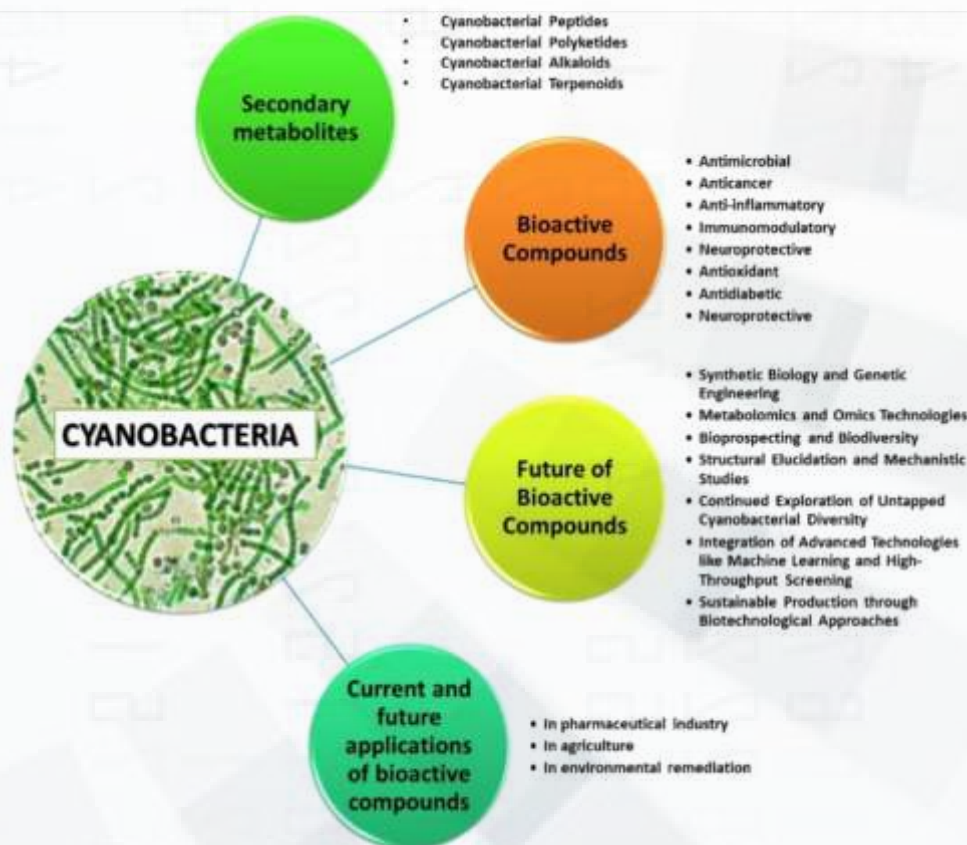 • Cyanobacterial Peptides
• Cyanobacterial Polyketides
• Cyanobacterial Alkaloids
• Cyanobacterial Terpenoids
Secondary
metabolites
Bioactive
Compounds
• Antimicrobial
• Anticancer
• Anti-inflammatory
• Immunomodulatory
• Neuroprotective
• Antioxidant
• Antidiabetic
• Neuroprotective
CYANOBACTERIA
Future of
Bioactive
Compounds
• Synthetic Biology and Genetic
Engineering
• Metabolomics and Omics Technologies
• Bioprospecting and Biodiversity
• Structural Elucidation and Mechanistic
Studies
• Continued Exploration of Untapped
Cyanobacterial Diversity
• Integration of Advanced Technologies
like Machine Learning and High-
Throughput Screening
• Sustainable Production through
Biotechnological Approaches
Current and
future
applications
of bioactive
compounds
• In pharmaceutical industry
• In agriculture
• In environmental remediation